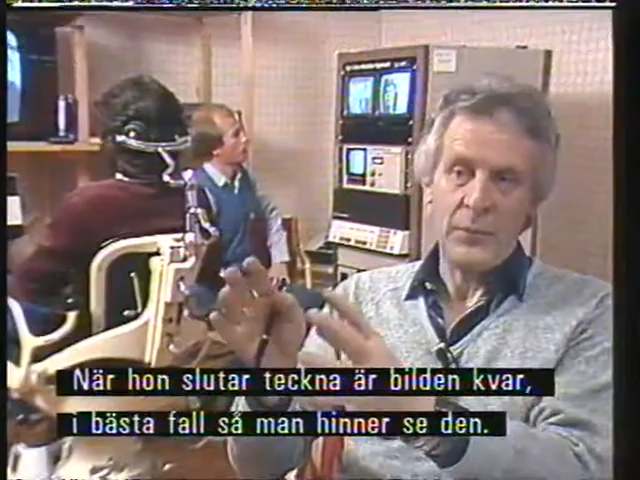 När hon slutar teckna är bilden kvar,
i bästa fall så man hinner se den.